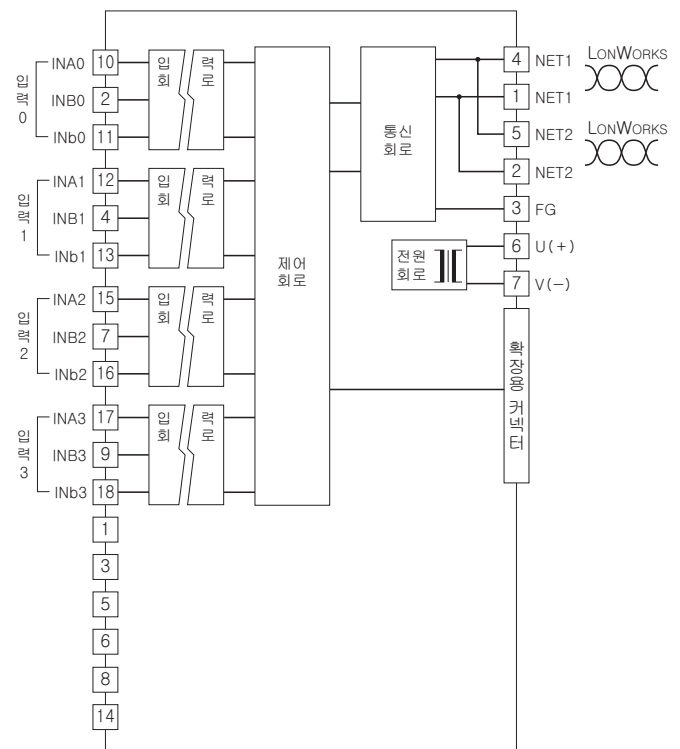 입력 0
INA0 10
INB0 2
INb0 11
입 력
회 로
입력 1
INA1 12
INB1 4
INb1 13
입 력
회 로
입력 2
INA2 15
INB2 7
INb2 16
입 력
회 로
입력 3
INA3 17
INB3 9
INb3 18
입 력
회 로
1
3
5
6
8
14
제어
회로
통신
회로
전원
회로
4 NET1 LONWORKS
1 NET1
5 NET2 LONWORKS
2 NET2
3 FG
6 U(+)
7 V(−)
확장용 커넥터